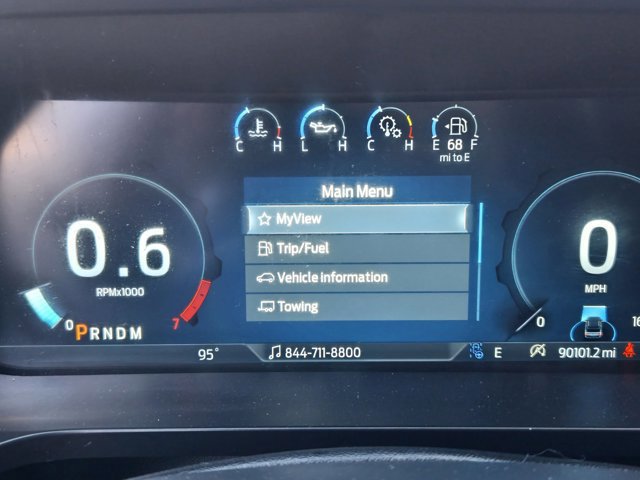 C H L H C H E 68 F
mi to E
Main Menu
MyView
Trip/Fuel
Vehicle information
Towing
0.6
RPMx1000
0 7
PRNDM
0
MPH
0 16
95° 844-711-8800 E 90101.2 mi